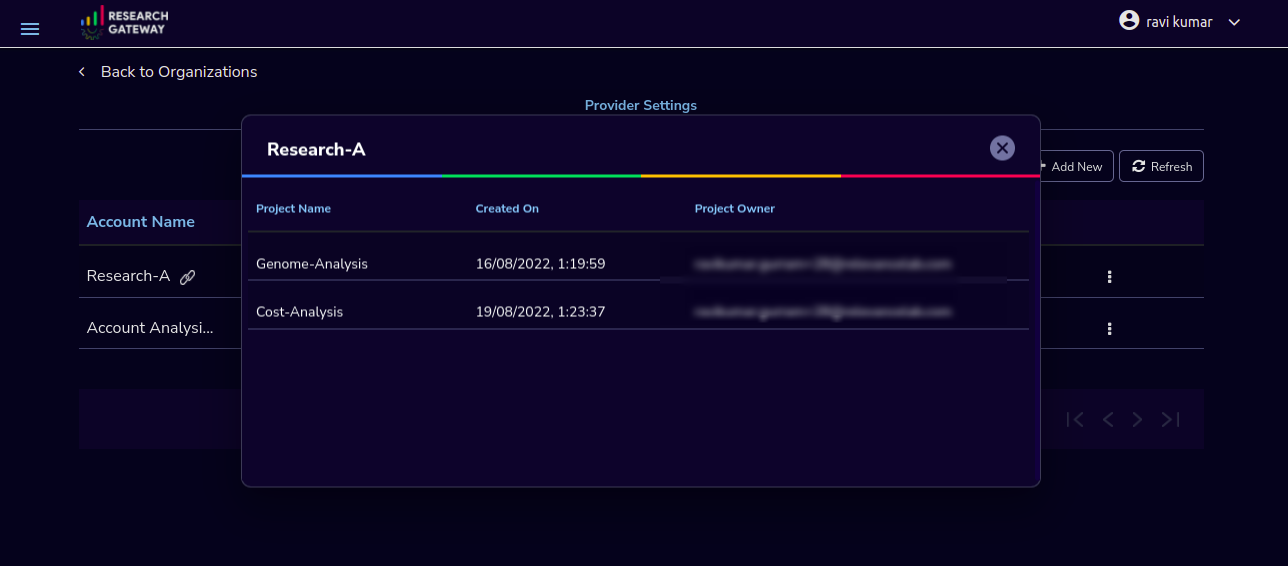 RESEARCH
GATEWAY
ravi kumar
Back to Organizations
Provider Settings
Research-A
Add New
Refresh
Project Name Created On Project Owner
Account Name
Genome-Analysis 16/08/2022, 1:19:59
Research-A
Cost-Analysis 19/08/2022, 1:23:37
Account Analysi...